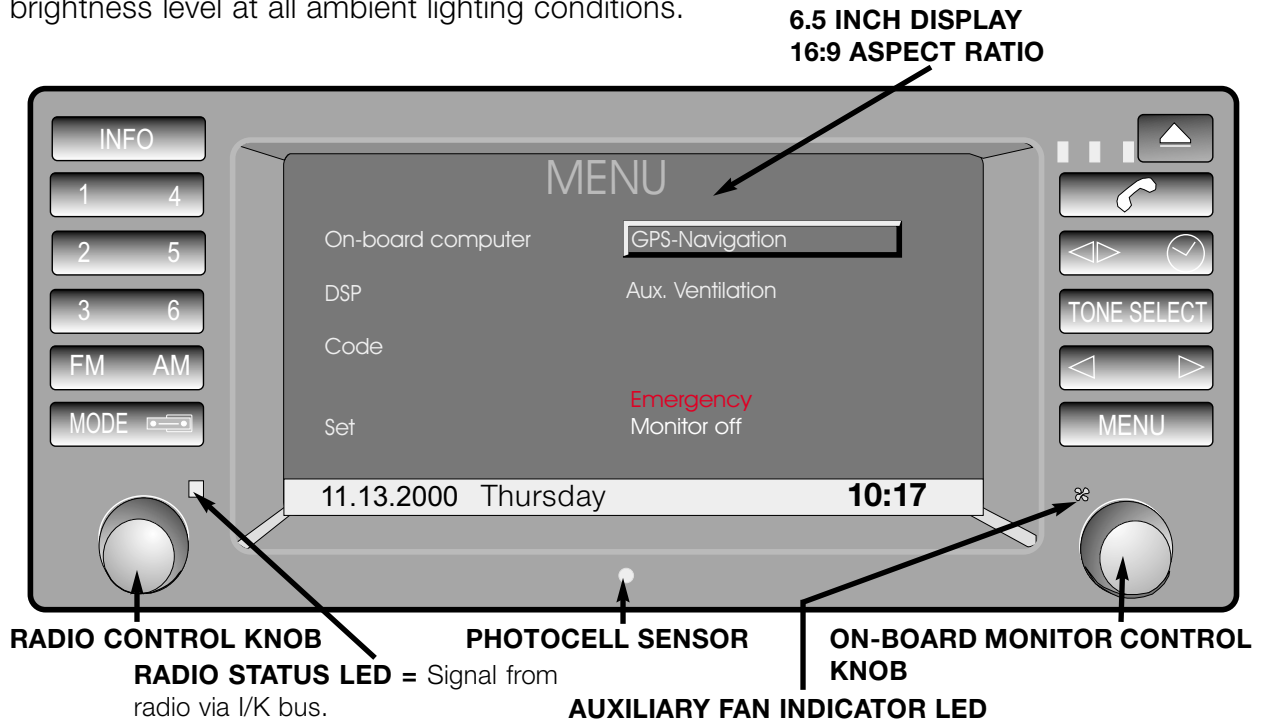 brightness level at all ambient lighting conditions.
6.5 INCH DISPLAY
16:9 ASPECT RATIO
INFO
1 4
2 5
3 6
FM AM
MODE
MENU
On-board computer GPS-Navigation
DSP Aux. Ventilation
Code
Emergency
Set Monitor off
11.13.2000 Thursday 10:17
TONE SELECT
MENU
RADIO CONTROL KNOB
RADIO STATUS LED = Signal from
radio via I/K bus.
PHOTOCELL SENSOR
AUXILIARY FAN INDICATOR LED
ON-BOARD MONITOR CONTROL
KNOB